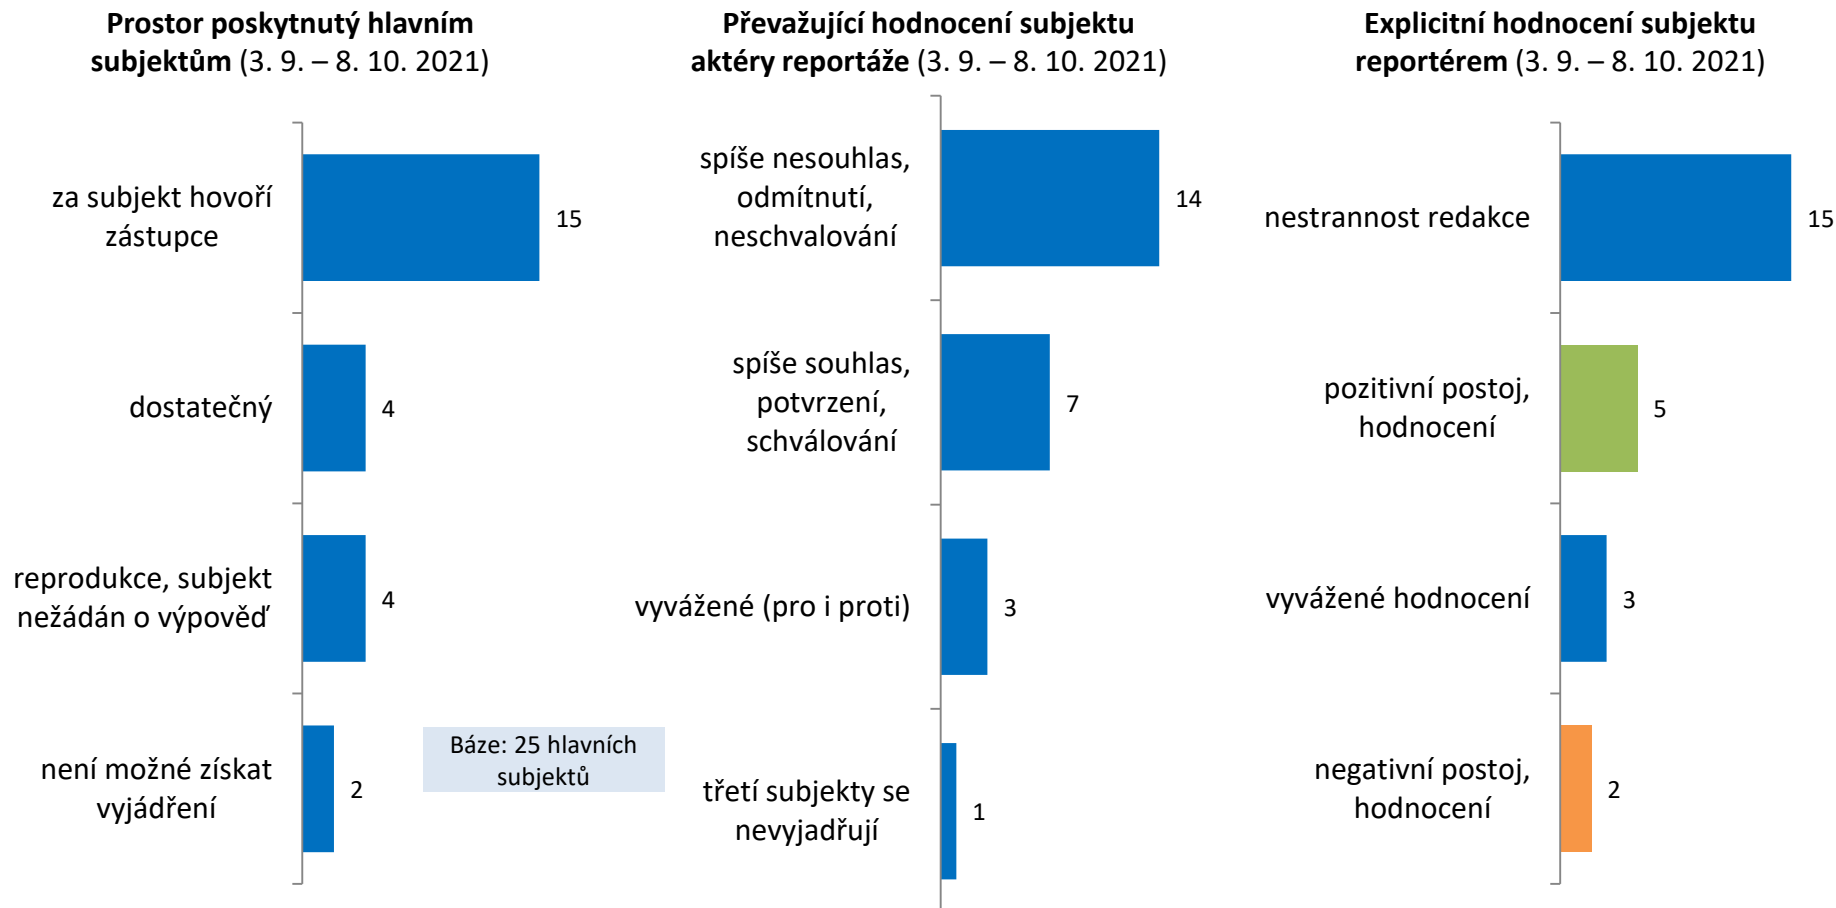 Prostor poskytnutý hlavním
subjektům (3. 9. – 8. 10. 2021)
za subjekt hovoří
zástupce
15
dostatečný
4
reprodukce, subjekt
nežádán o výpověď
4
není možné získat
vyjádření
2
Báze: 25 hlavních
subjektů
Převažující hodnocení subjektu
aktéry reportáže (3. 9. – 8. 10. 2021)
spíše nesouhlas,
odmítnutí,
neschvalování
14
spíše souhlas,
potvrzení,
schválování
7
vyvážené (pro i proti)
3
třetí subjekty se
nevyjadřují
1
Explicitní hodnocení subjektu
reportérem (3. 9. – 8. 10. 2021)
nestrannost redakce
15
pozitivní postoj,
hodnocení
5
vyvážené hodnocení
3
negativní postoj,
hodnocení
2